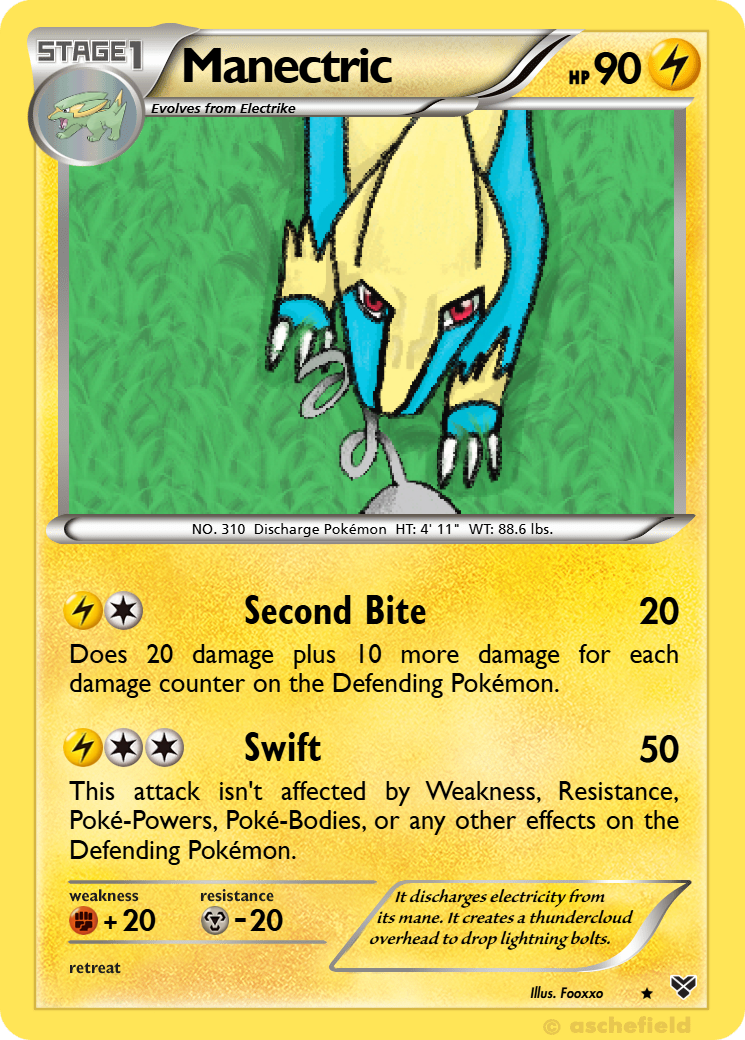 STAGE1
Manectric
HP 90
Evolves from Electrike
NO. 310 Discharge Pokémon HT: 4' 11" WT: 88.6 lbs.
Second Bite 20
Does 20 damage plus 10 more damage for each
damage counter on the Defending Pokémon.
Swift 50
This attack isn't affected by Weakness, Resistance,
Poké-Powers, Poké-Bodies, or any other effects on the
Defending Pokémon.
weakness resistance
+20 -20
It discharges electricity from
its mane. It creates a thundercloud
overhead to drop lightning bolts.
retreat
Illus. Fooxxo
© aschefield